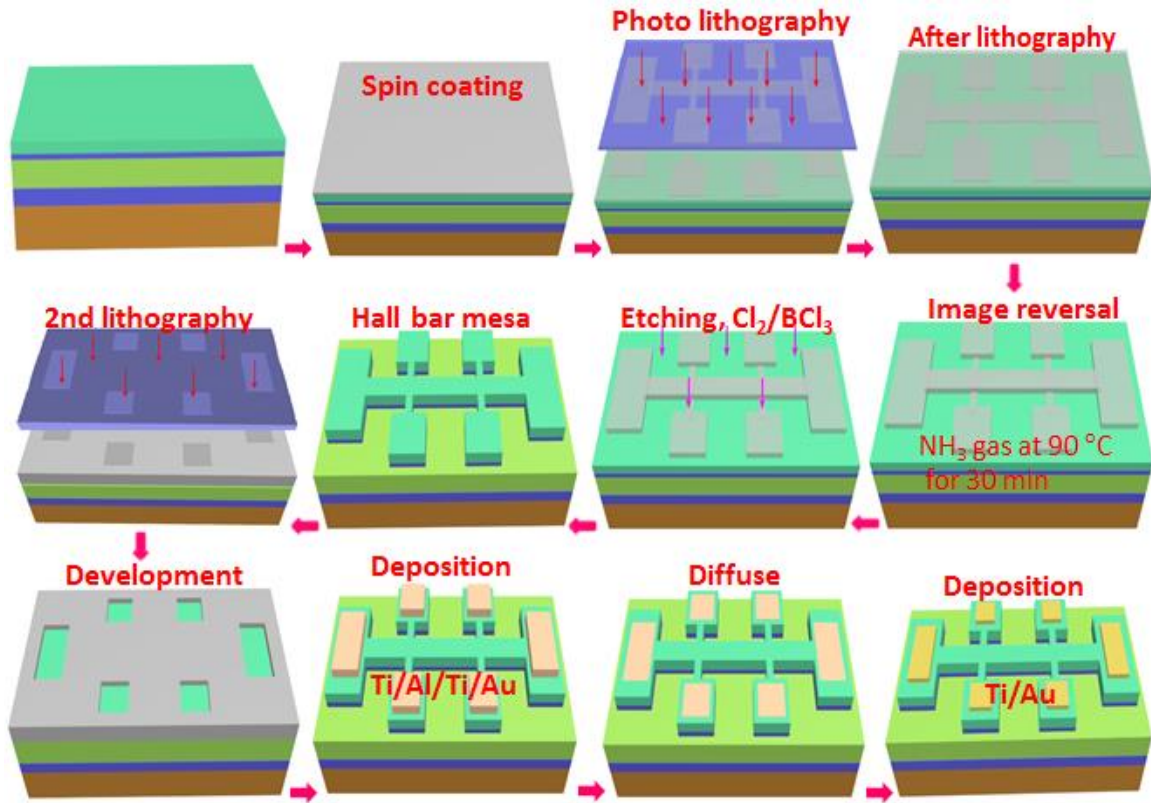 Spin coating
Photo lithography
After lithography
2nd lithography
Hall bar mesa
Etching, Cl₂/BCl₃
Image reversal
NH₃ gas at 90 °C
for 30 min
Development
Deposition
Ti/Al/Ti/Au
Diffuse
Deposition
Ti/Au